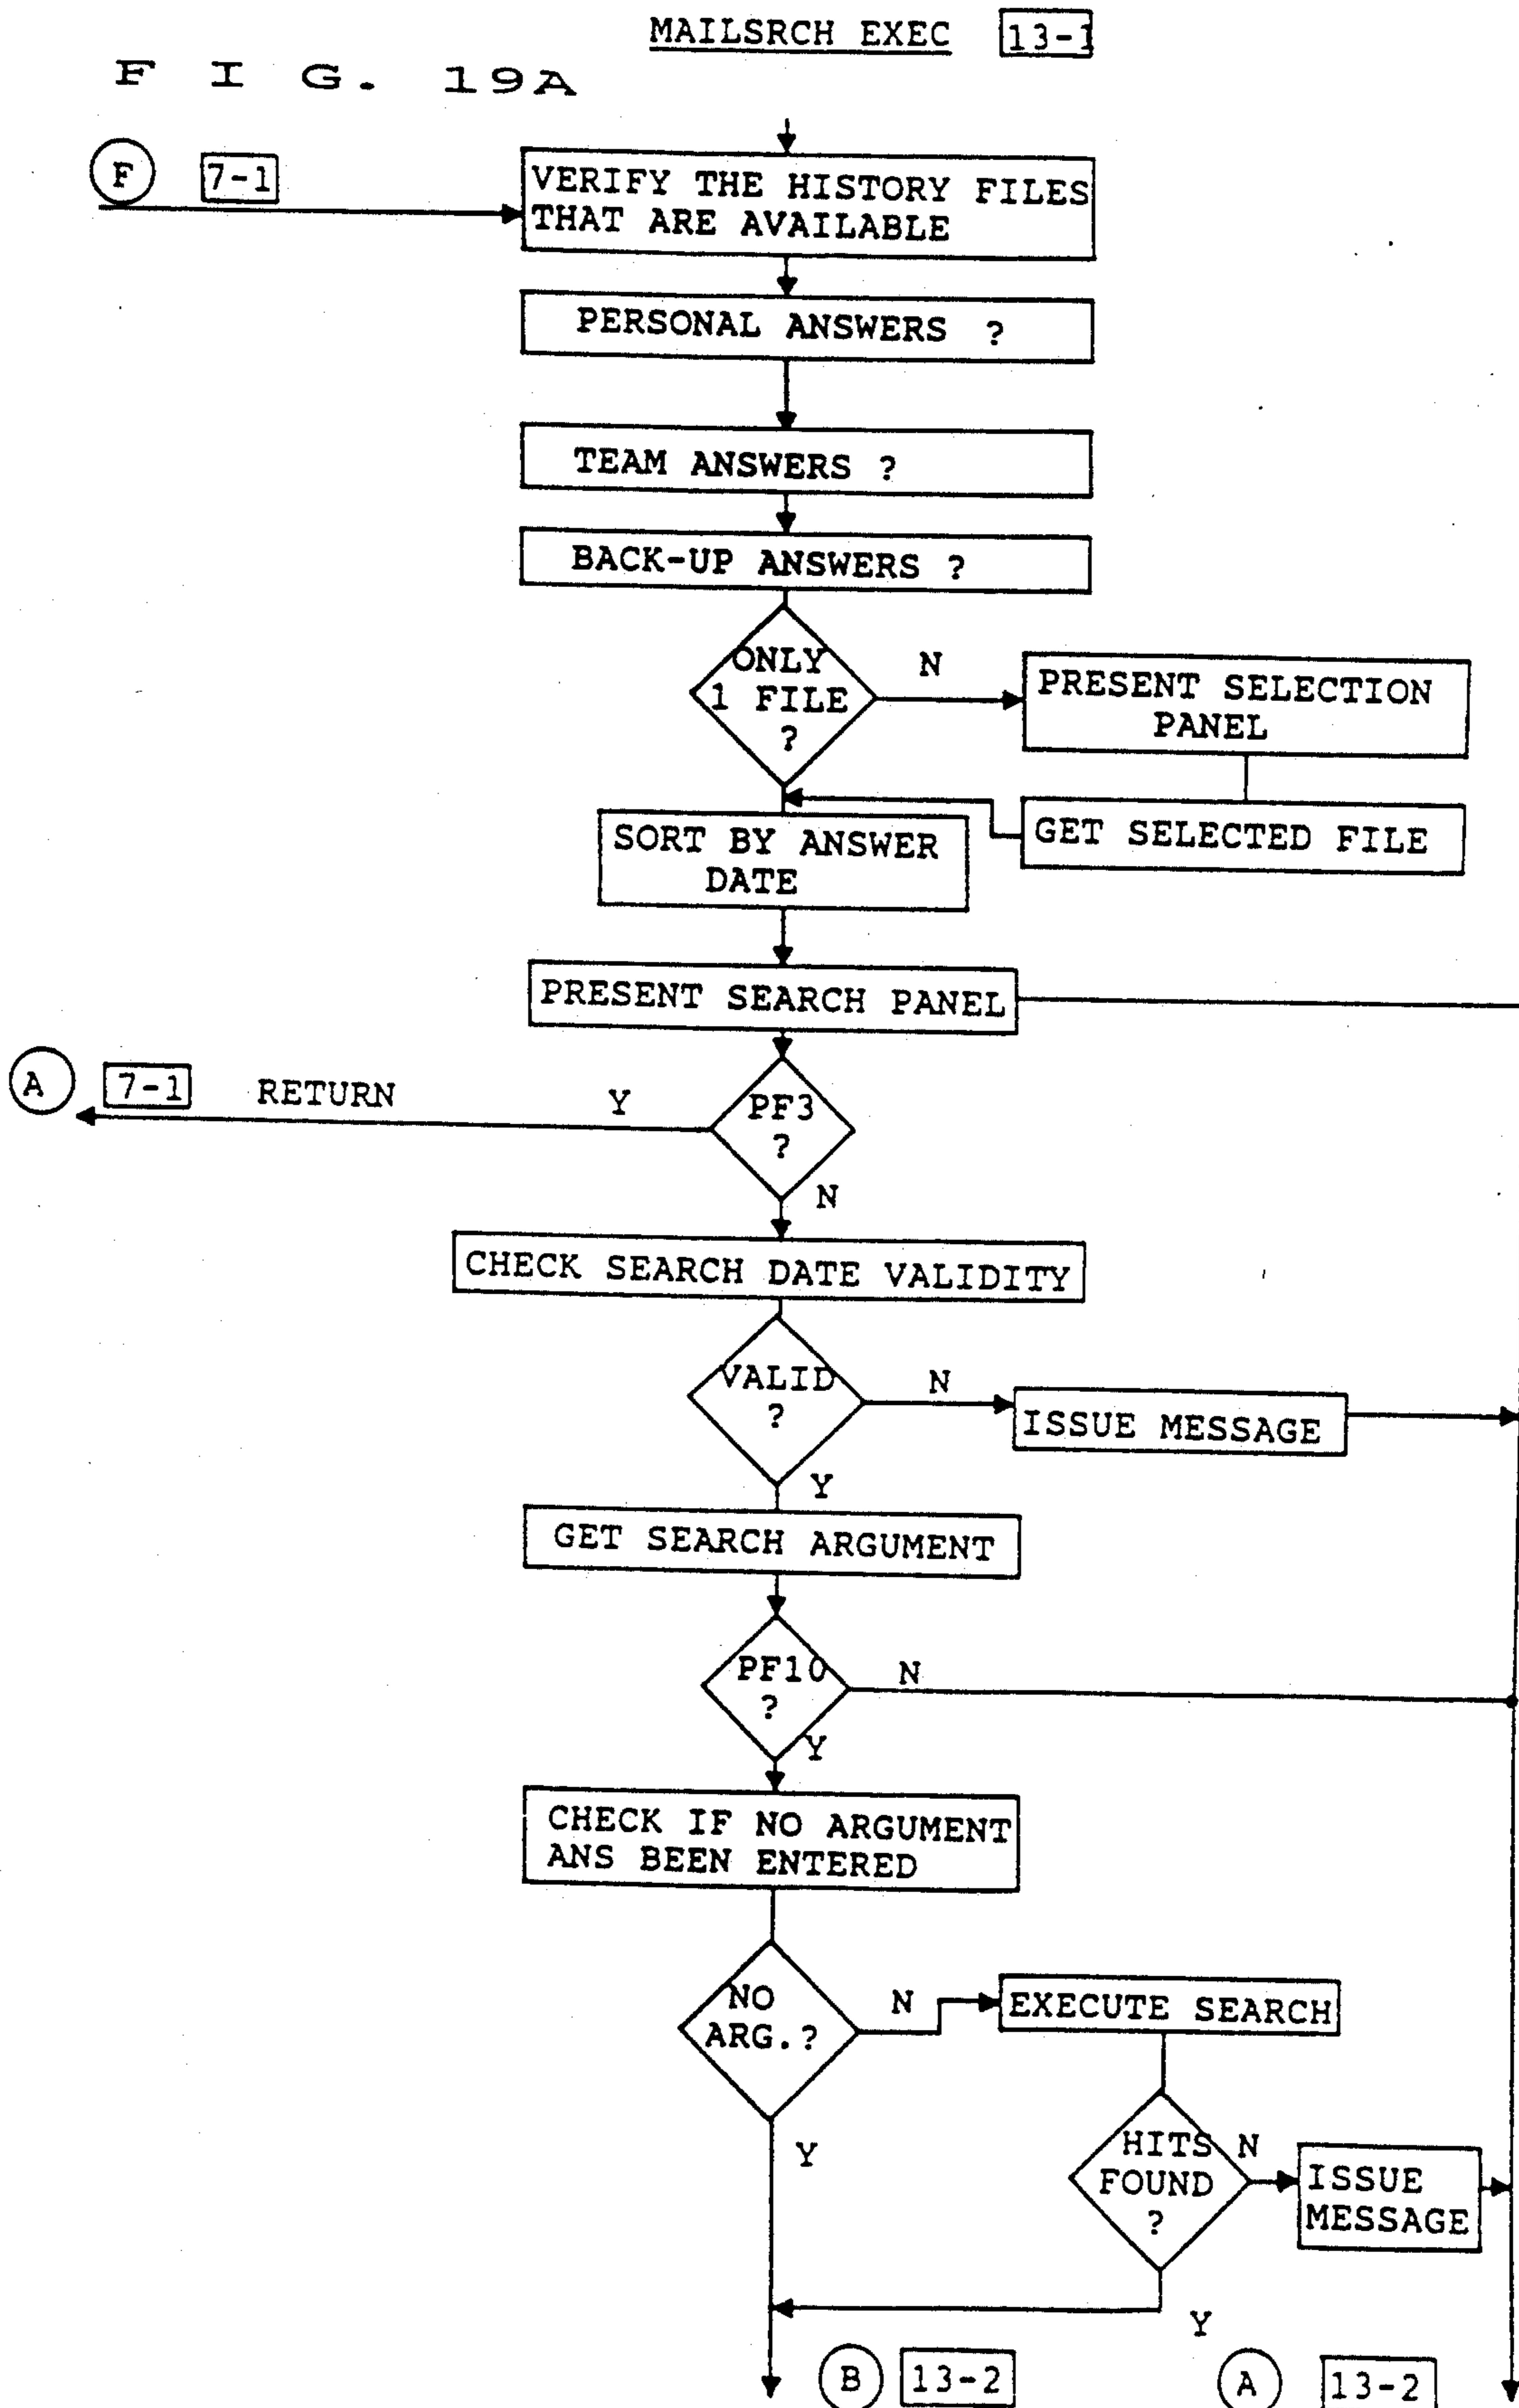 MAILSRCH EXEC 13-1
F I G. 19A
F 7-1
VERIFY THE HISTORY FILES
THAT ARE AVAILABLE
PERSONAL ANSWERS ?
TEAM ANSWERS ?
BACK-UP ANSWERS ?
ONLY
1 FILE
?
N
PRESENT SELECTION
PANEL
GET SELECTED FILE
SORT BY ANSWER
DATE
PRESENT SEARCH PANEL
A 7-1 RETURN Y
PF3
?
N
CHECK SEARCH DATE VALIDITY
VALID
?
N
ISSUE MESSAGE
Y
GET SEARCH ARGUMENT
PF10
?
N
Y
CHECK IF NO ARGUMENT
ANS BEEN ENTERED
NO
ARG.?
N
EXECUTE SEARCH
Y
HITS
FOUND
?
N
ISSUE
MESSAGE
Y
B 13-2
A 13-2